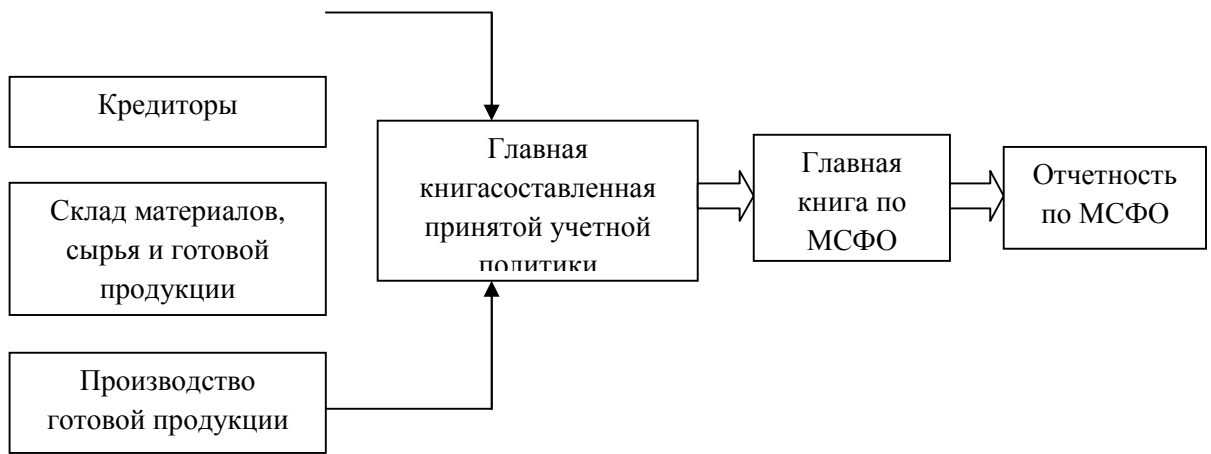 Кредиторы
Склад материалов,
сырья и готовой
продукции
Производство
готовой продукции
Главная
книгасоставленная
принятой учетной
политики
Главная
книга по
МСФО
Отчетность
по МСФО